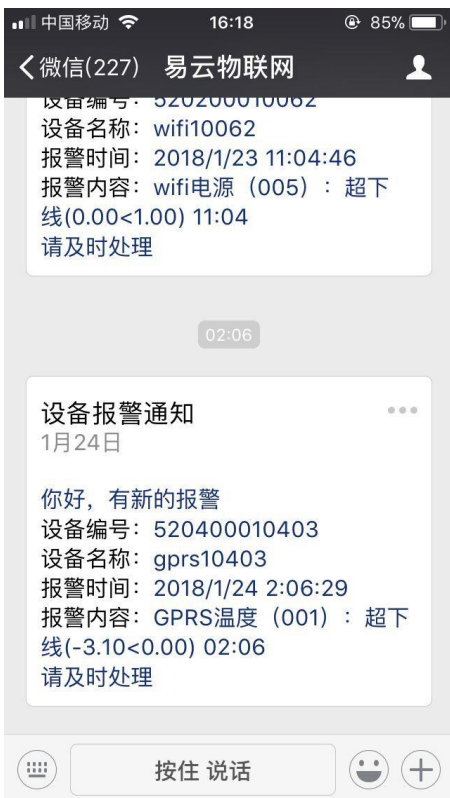 中国移动 16:18 85%
微信(227) 易云物联网
设备编号：520200010062
设备名称：wifi10062
报警时间：2018/1/23 11:04:46
报警内容：wifi电源（005）：超下
线(0.00<1.00) 11:04
请及时处理
02:06
设备报警通知
1月24日
你好，有新的报警
设备编号：520400010403
设备名称：gprs10403
报警时间：2018/1/24 2:06:29
报警内容：GPRS温度（001）：超下
线(-3.10<0.00) 02:06
请及时处理
按住 说话